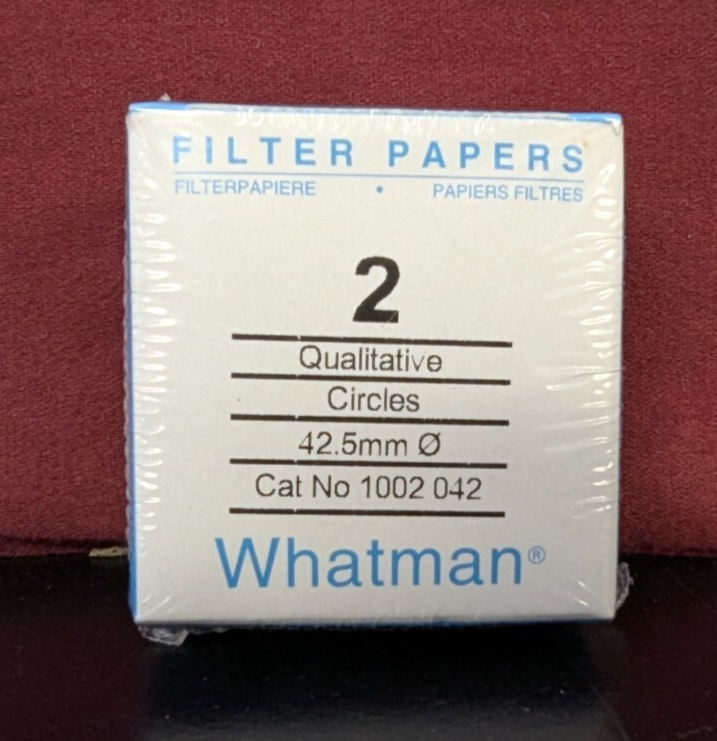 FILTER PAPERS
FILTERPAPIERE • PAPIERS FILTRES
2
Qualitative
Circles
42.5mm Ø
Cat No 1002 042
Whatman®